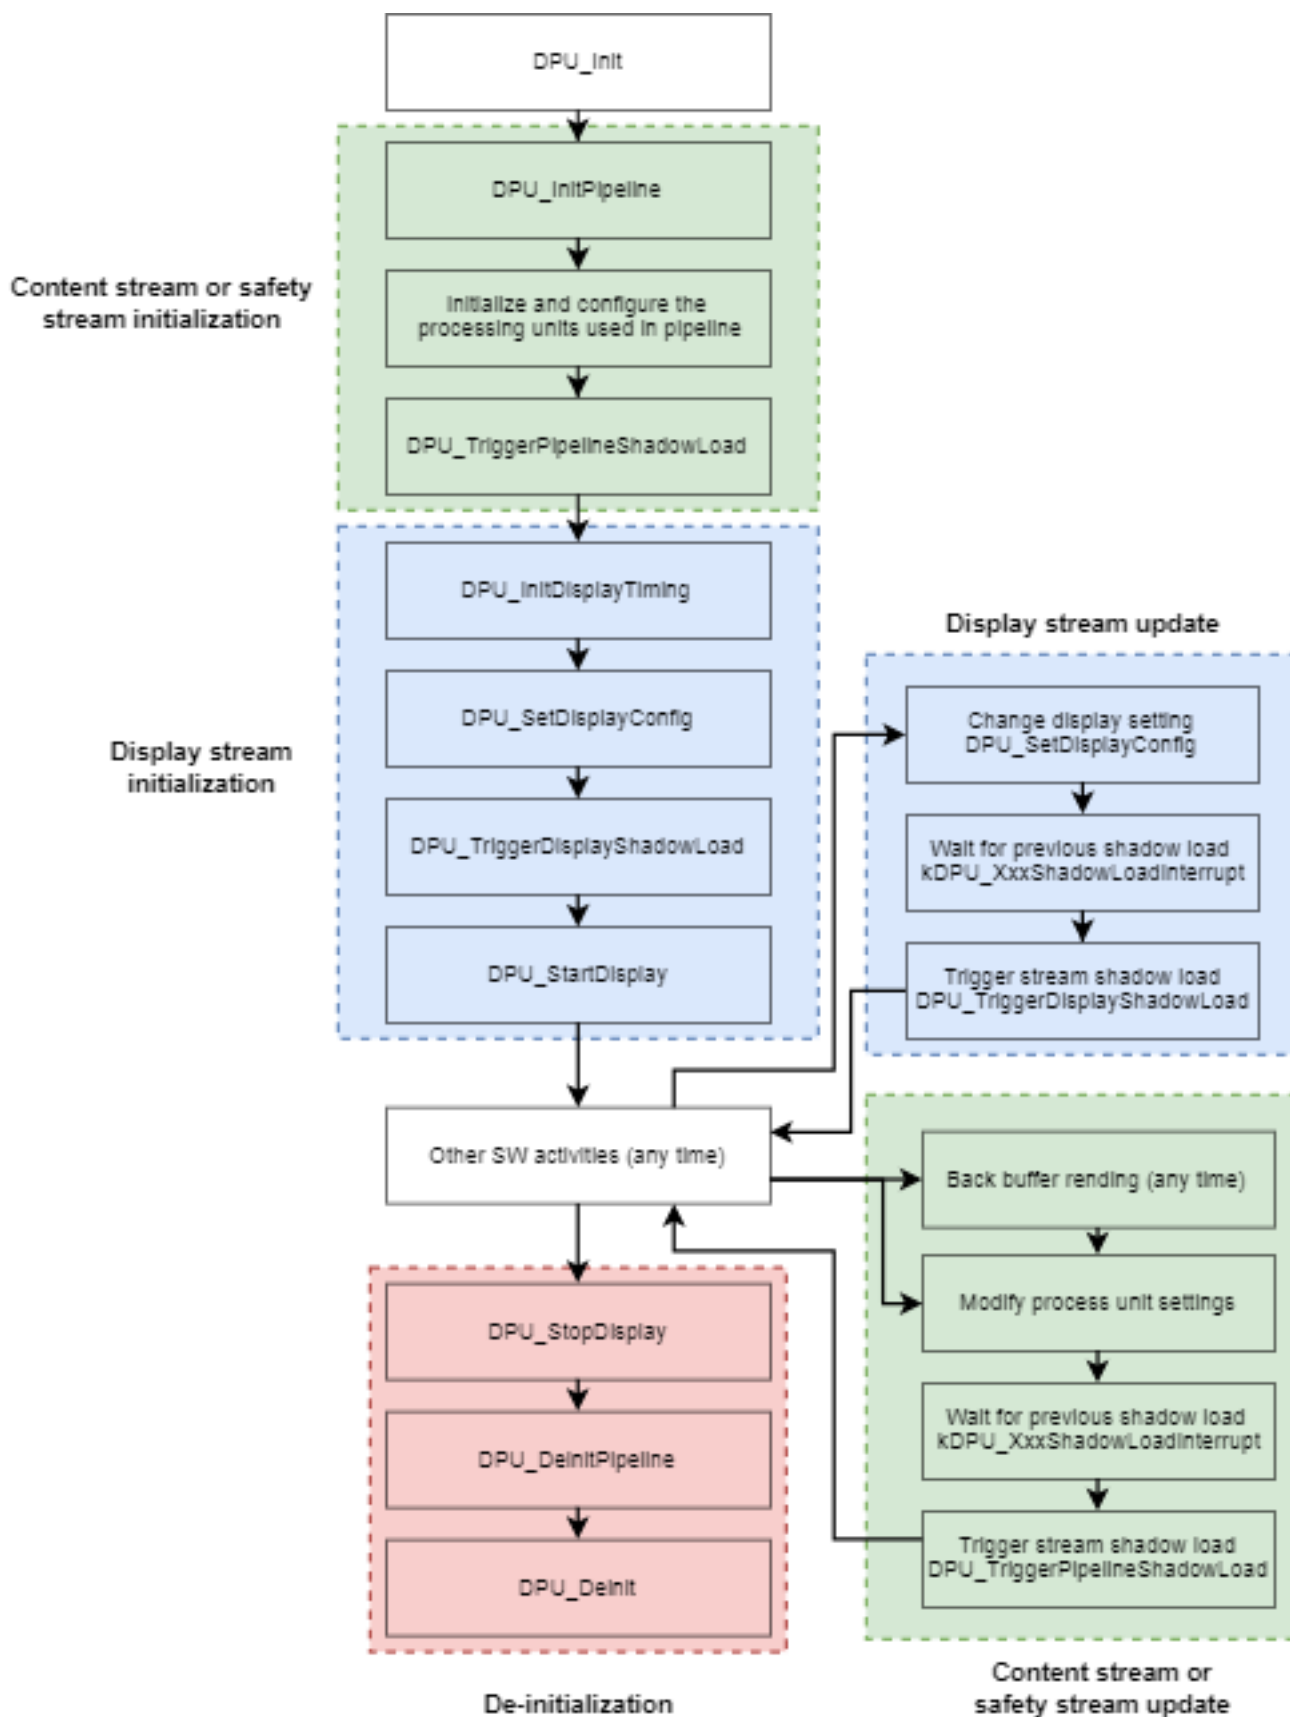 DPU_Init
DPU_InitPipeline
Content stream or safety
stream initialization
Initialize and configure the
processing units used in pipeline
DPU_TriggerPipelineShadowLoad
DPU_InitDisplayTiming
Display stream update
DPU_SetDisplayConfig
Change display setting
DPU_SetDisplayConfig
Display stream
initialization
DPU_TriggerDisplayShadowLoad
Wait for previous shadow load
kDPU_XxxShadowLoadInterrupt
DPU_StartDisplay
Trigger stream shadow load
DPU_TriggerDisplayShadowLoad
Other SW activities (any time)
Back buffer rending (any time)
Modify process unit settings
DPU_StopDisplay
Wait for previous shadow load
kDPU_XxxShadowLoadInterrupt
DPU_DeinitPipeline
Trigger stream shadow load
DPU_TriggerPipelineShadowLoad
DPU_Deinit
De-initialization
Content stream or
safety stream update